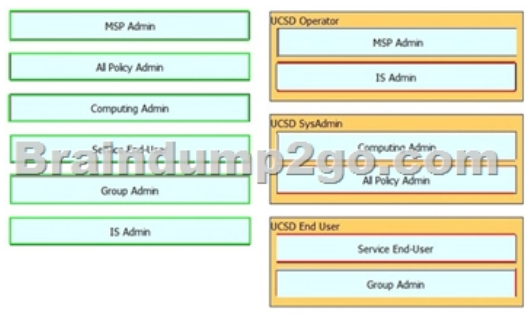 MSP Admin
All Policy Admin
Computing Admin
Service End-User
Group Admin
IS Admin
UCSD Operator
MSP Admin
IS Admin
UCSD SysAdmin
Computing Admin
All Policy Admin
UCSD End User
Service End-User
Group Admin
Braindump2go.com